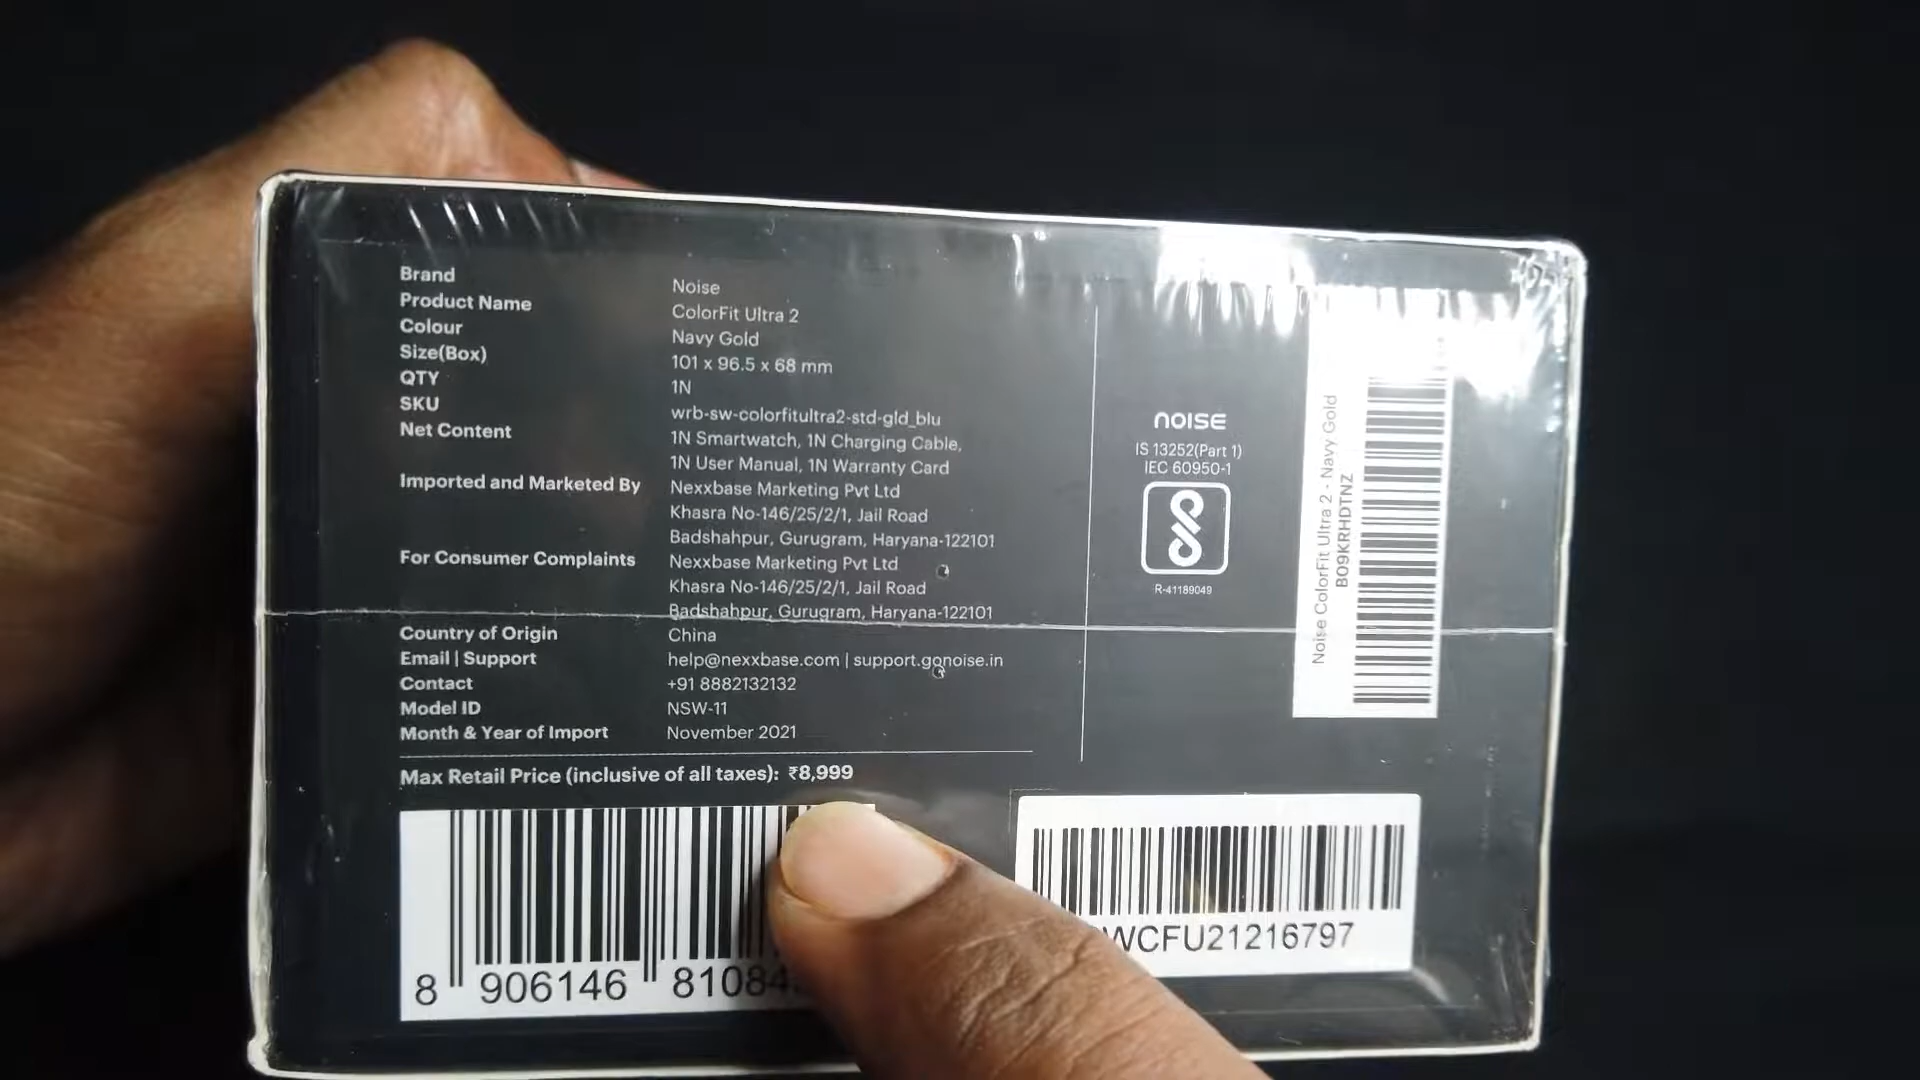 Brand Noise
Product Name ColorFit Ultra 2
Colour Navy Gold
Size(Box) 101 x 96.5 x 68 mm
QTY 1N
SKU wrb-sw-colorfitultra2-std-gld_blu
Net Content 1N Smartwatch, 1N Charging Cable,
1N User Manual, 1N Warranty Card
Imported and Marketed By Nexxbase Marketing Pvt Ltd
Khasra No-146/25/2/1, Jail Road
Badshahpur, Gurugram, Haryana-122101
For Consumer Complaints Nexxbase Marketing Pvt Ltd
Khasra No-146/25/2/1, Jail Road
Badshahpur, Gurugram, Haryana-122101
Country of Origin China
Email | Support help@nexxbase.com | support.gonoise.in
Contact +91 8882132132
Model ID NSW-11
Month & Year of Import November 2021
Max Retail Price (inclusive of all taxes): ₹8,999
8 906146 81084
noise
IS 13252(Part 1)
IEC 60950-1
R-41189049
Noise ColorFit Ultra 2 - Navy Gold
B09KRHDTNZ
WCFU21216797